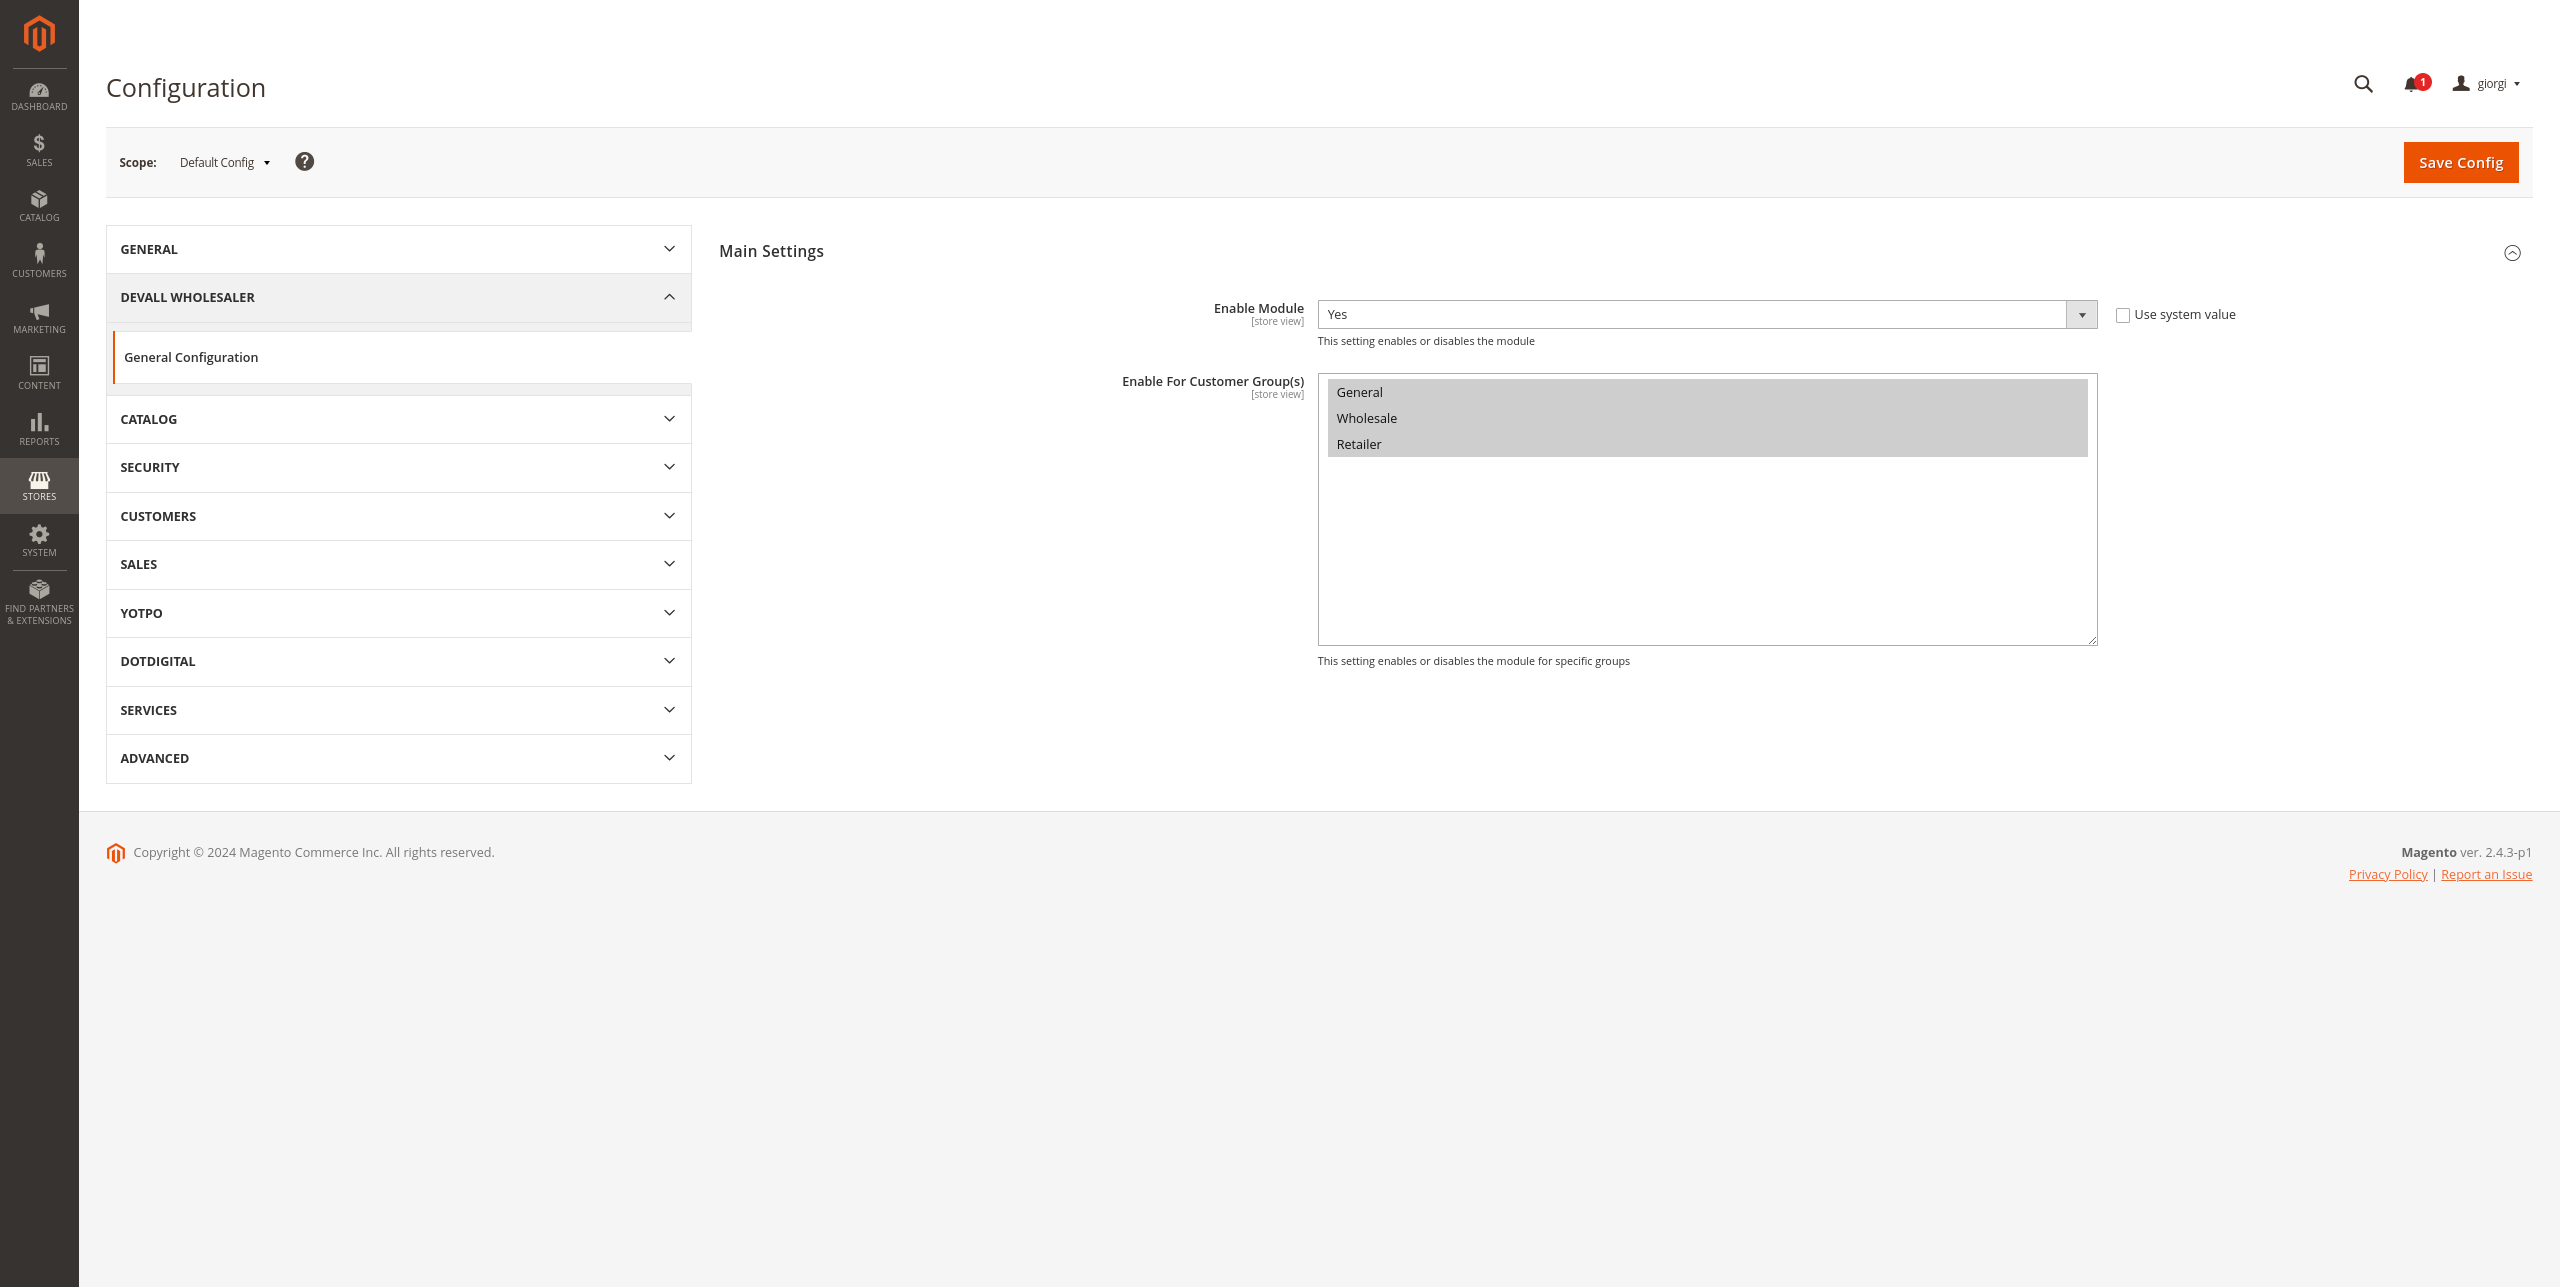 DASHBOARD
SALES
CATALOG
CUSTOMERS
MARKETING
CONTENT
REPORTS
STORES
SYSTEM
FIND PARTNERS
& EXTENSIONS
Configuration
1
giorgi
Scope:
Default Config
?
Save Config
GENERAL
DEVALL WHOLESALER
General Configuration
CATALOG
SECURITY
CUSTOMERS
SALES
YOTPO
DOTDIGITAL
SERVICES
ADVANCED
Main Settings
Enable Module
[store view]
Yes
Use system value
This setting enables or disables the module
Enable For Customer Group(s)
[store view]
General
Wholesale
Retailer
This setting enables or disables the module for specific groups
Copyright © 2024 Magento Commerce Inc. All rights reserved.
Magento ver. 2.4.3-p1
Privacy Policy | Report an Issue